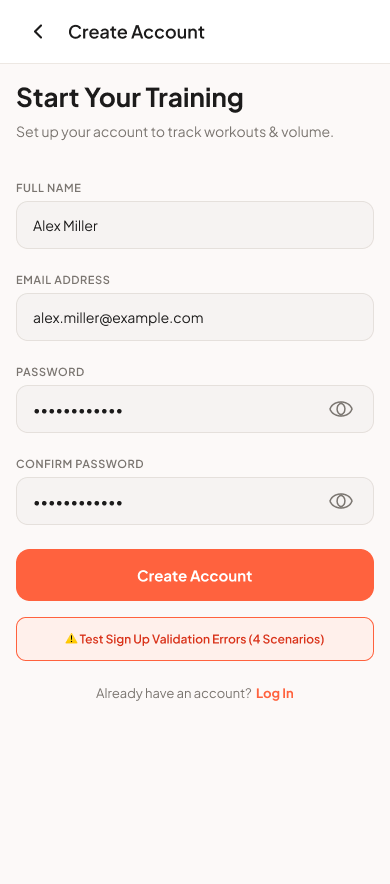 Create Account
Start Your Training
Set up your account to track workouts & volume.
FULL NAME
Alex Miller
EMAIL ADDRESS
alex.miller@example.com
PASSWORD
••••••••••••
CONFIRM PASSWORD
••••••••••••
Create Account
⚠️ Test Sign Up Validation Errors (4 Scenarios)
Already have an account? Log In